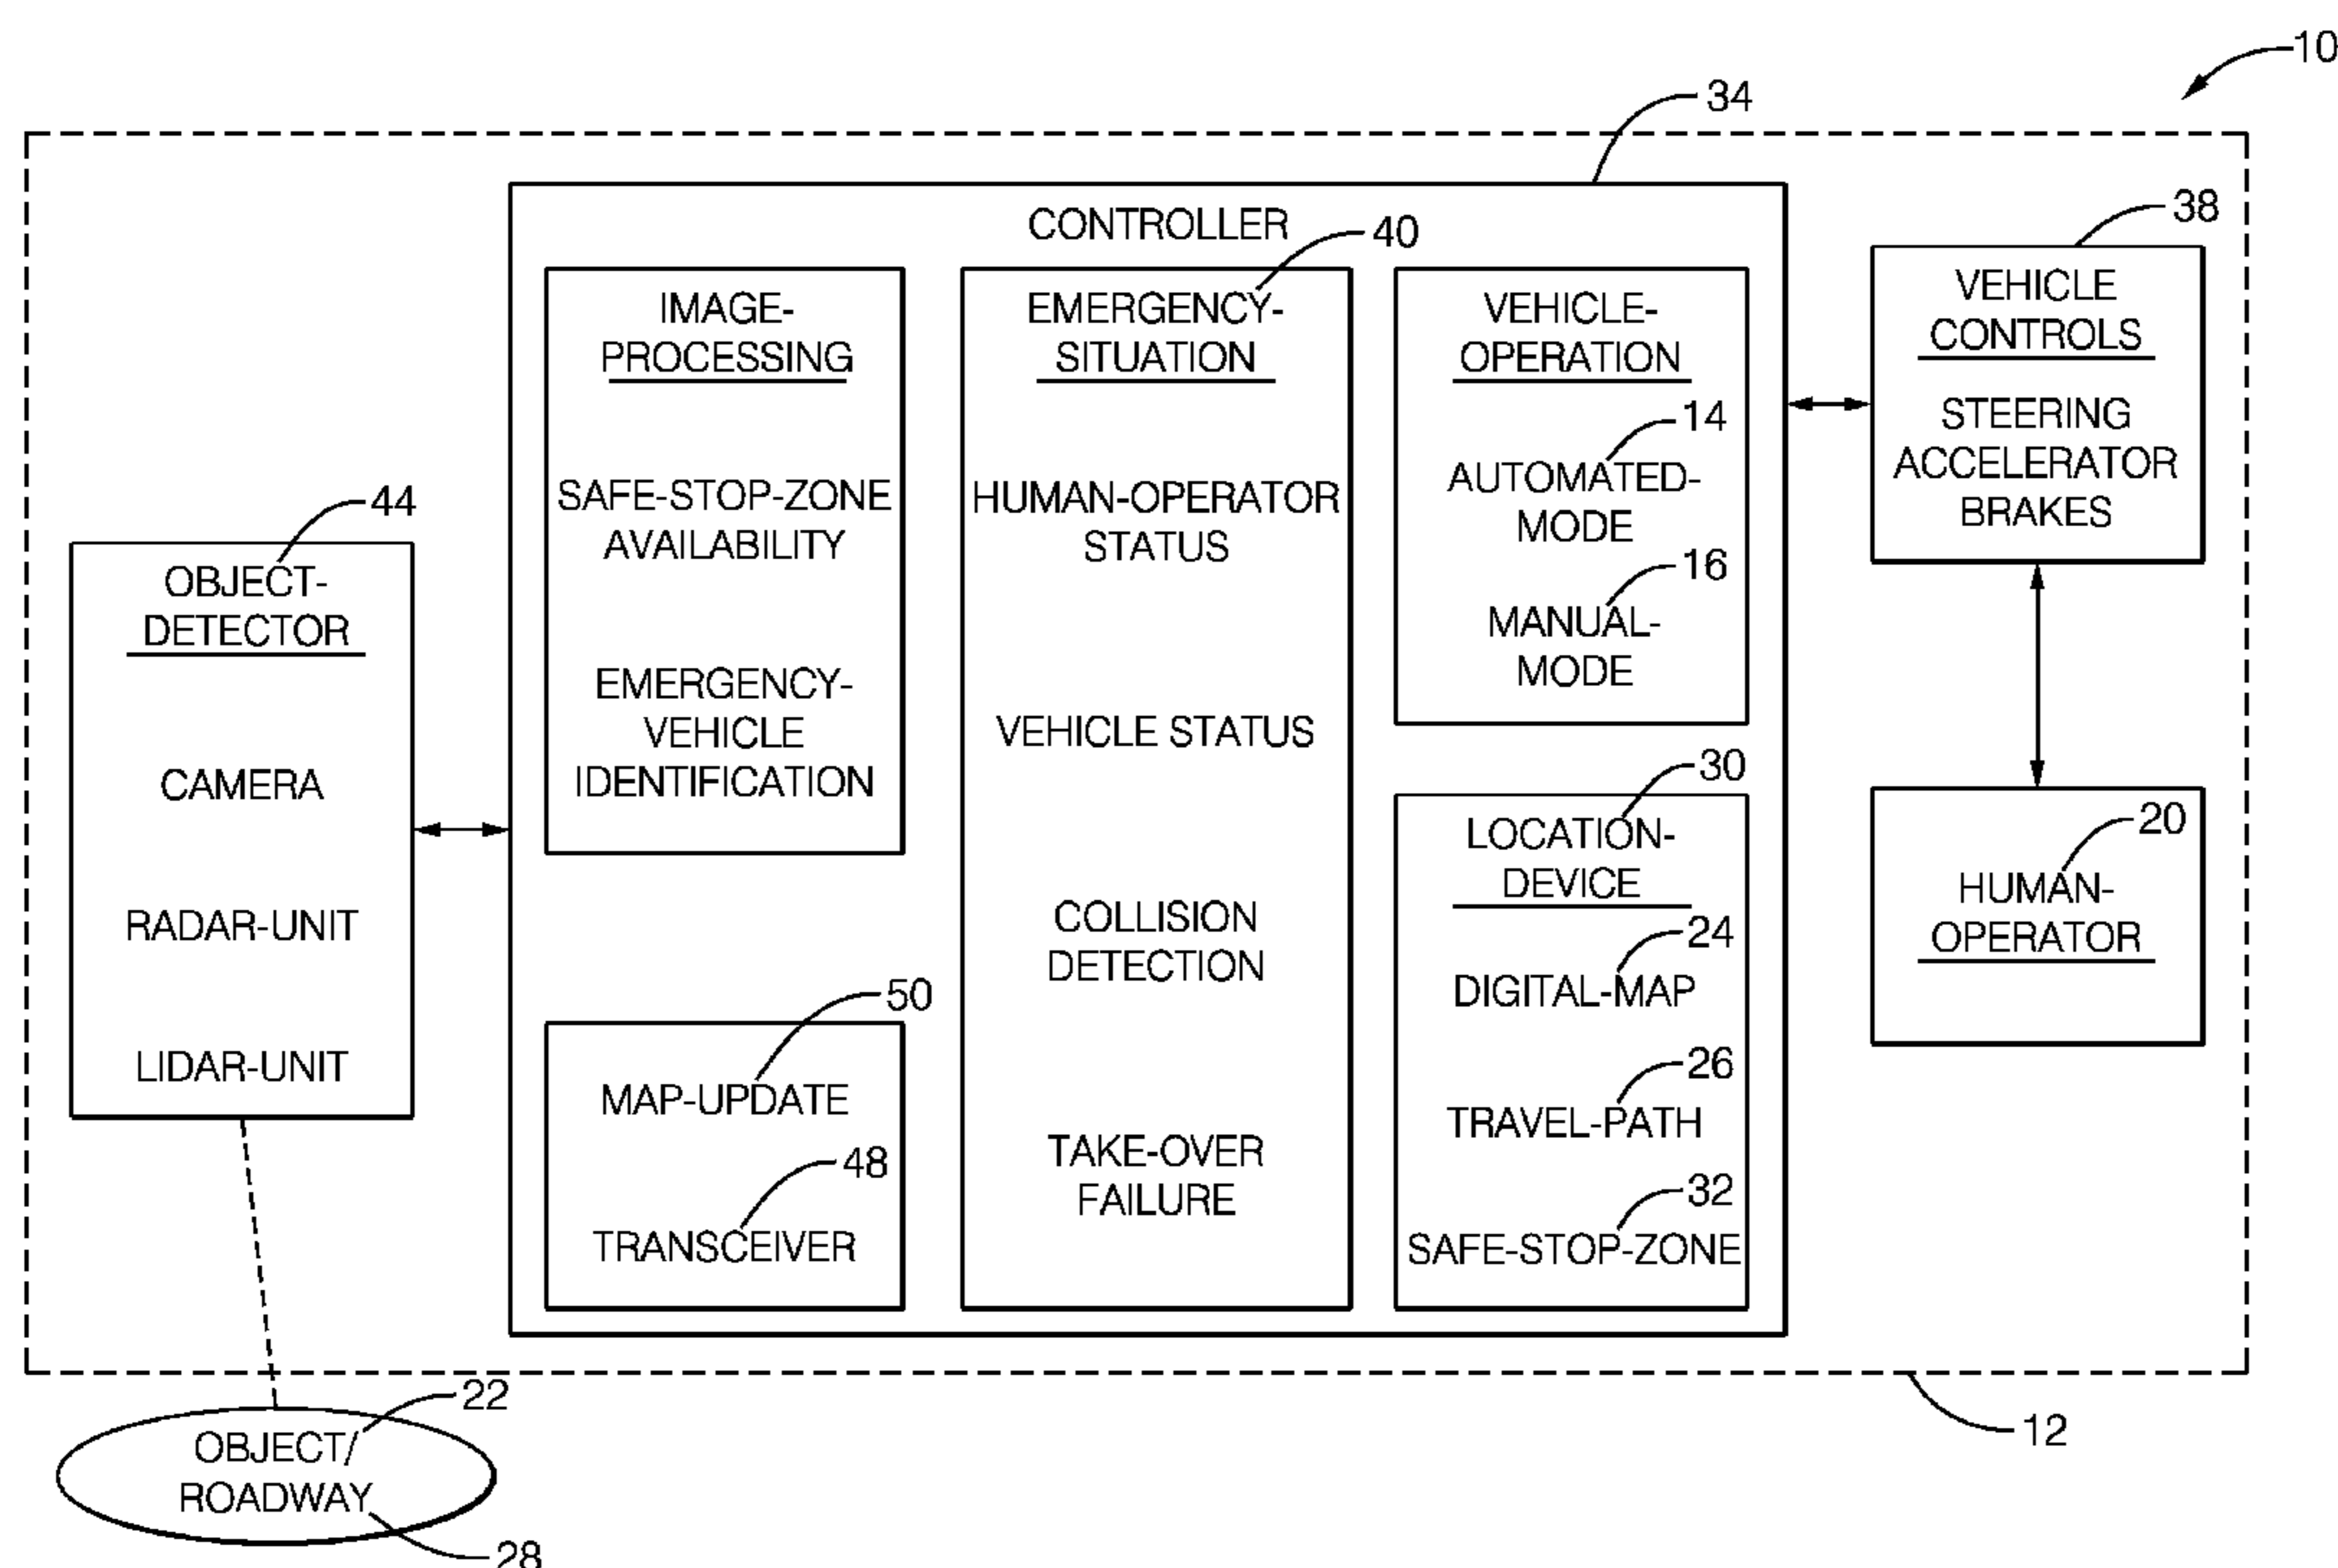 10
34
CONTROLLER
38
VEHICLE
CONTROLS
STEERING
ACCELERATOR
BRAKES
20
HUMAN-
OPERATOR
44
OBJECT-
DETECTOR
CAMERA
RADAR-UNIT
LIDAR-UNIT
IMAGE-
PROCESSING
SAFE-STOP-ZONE
AVAILABILITY
EMERGENCY-
VEHICLE
IDENTIFICATION
50
MAP-UPDATE
48
TRANSCEIVER
40
EMERGENCY-
SITUATION
HUMAN-OPERATOR
STATUS
VEHICLE STATUS
COLLISION
DETECTION
TAKE-OVER
FAILURE
VEHICLE-
OPERATION
14
AUTOMATED-
MODE
16
MANUAL-
MODE
30
LOCATION-
DEVICE
24
DIGITAL-MAP
26
TRAVEL-PATH
32
SAFE-STOP-ZONE
12
22
OBJECT/
ROADWAY
28